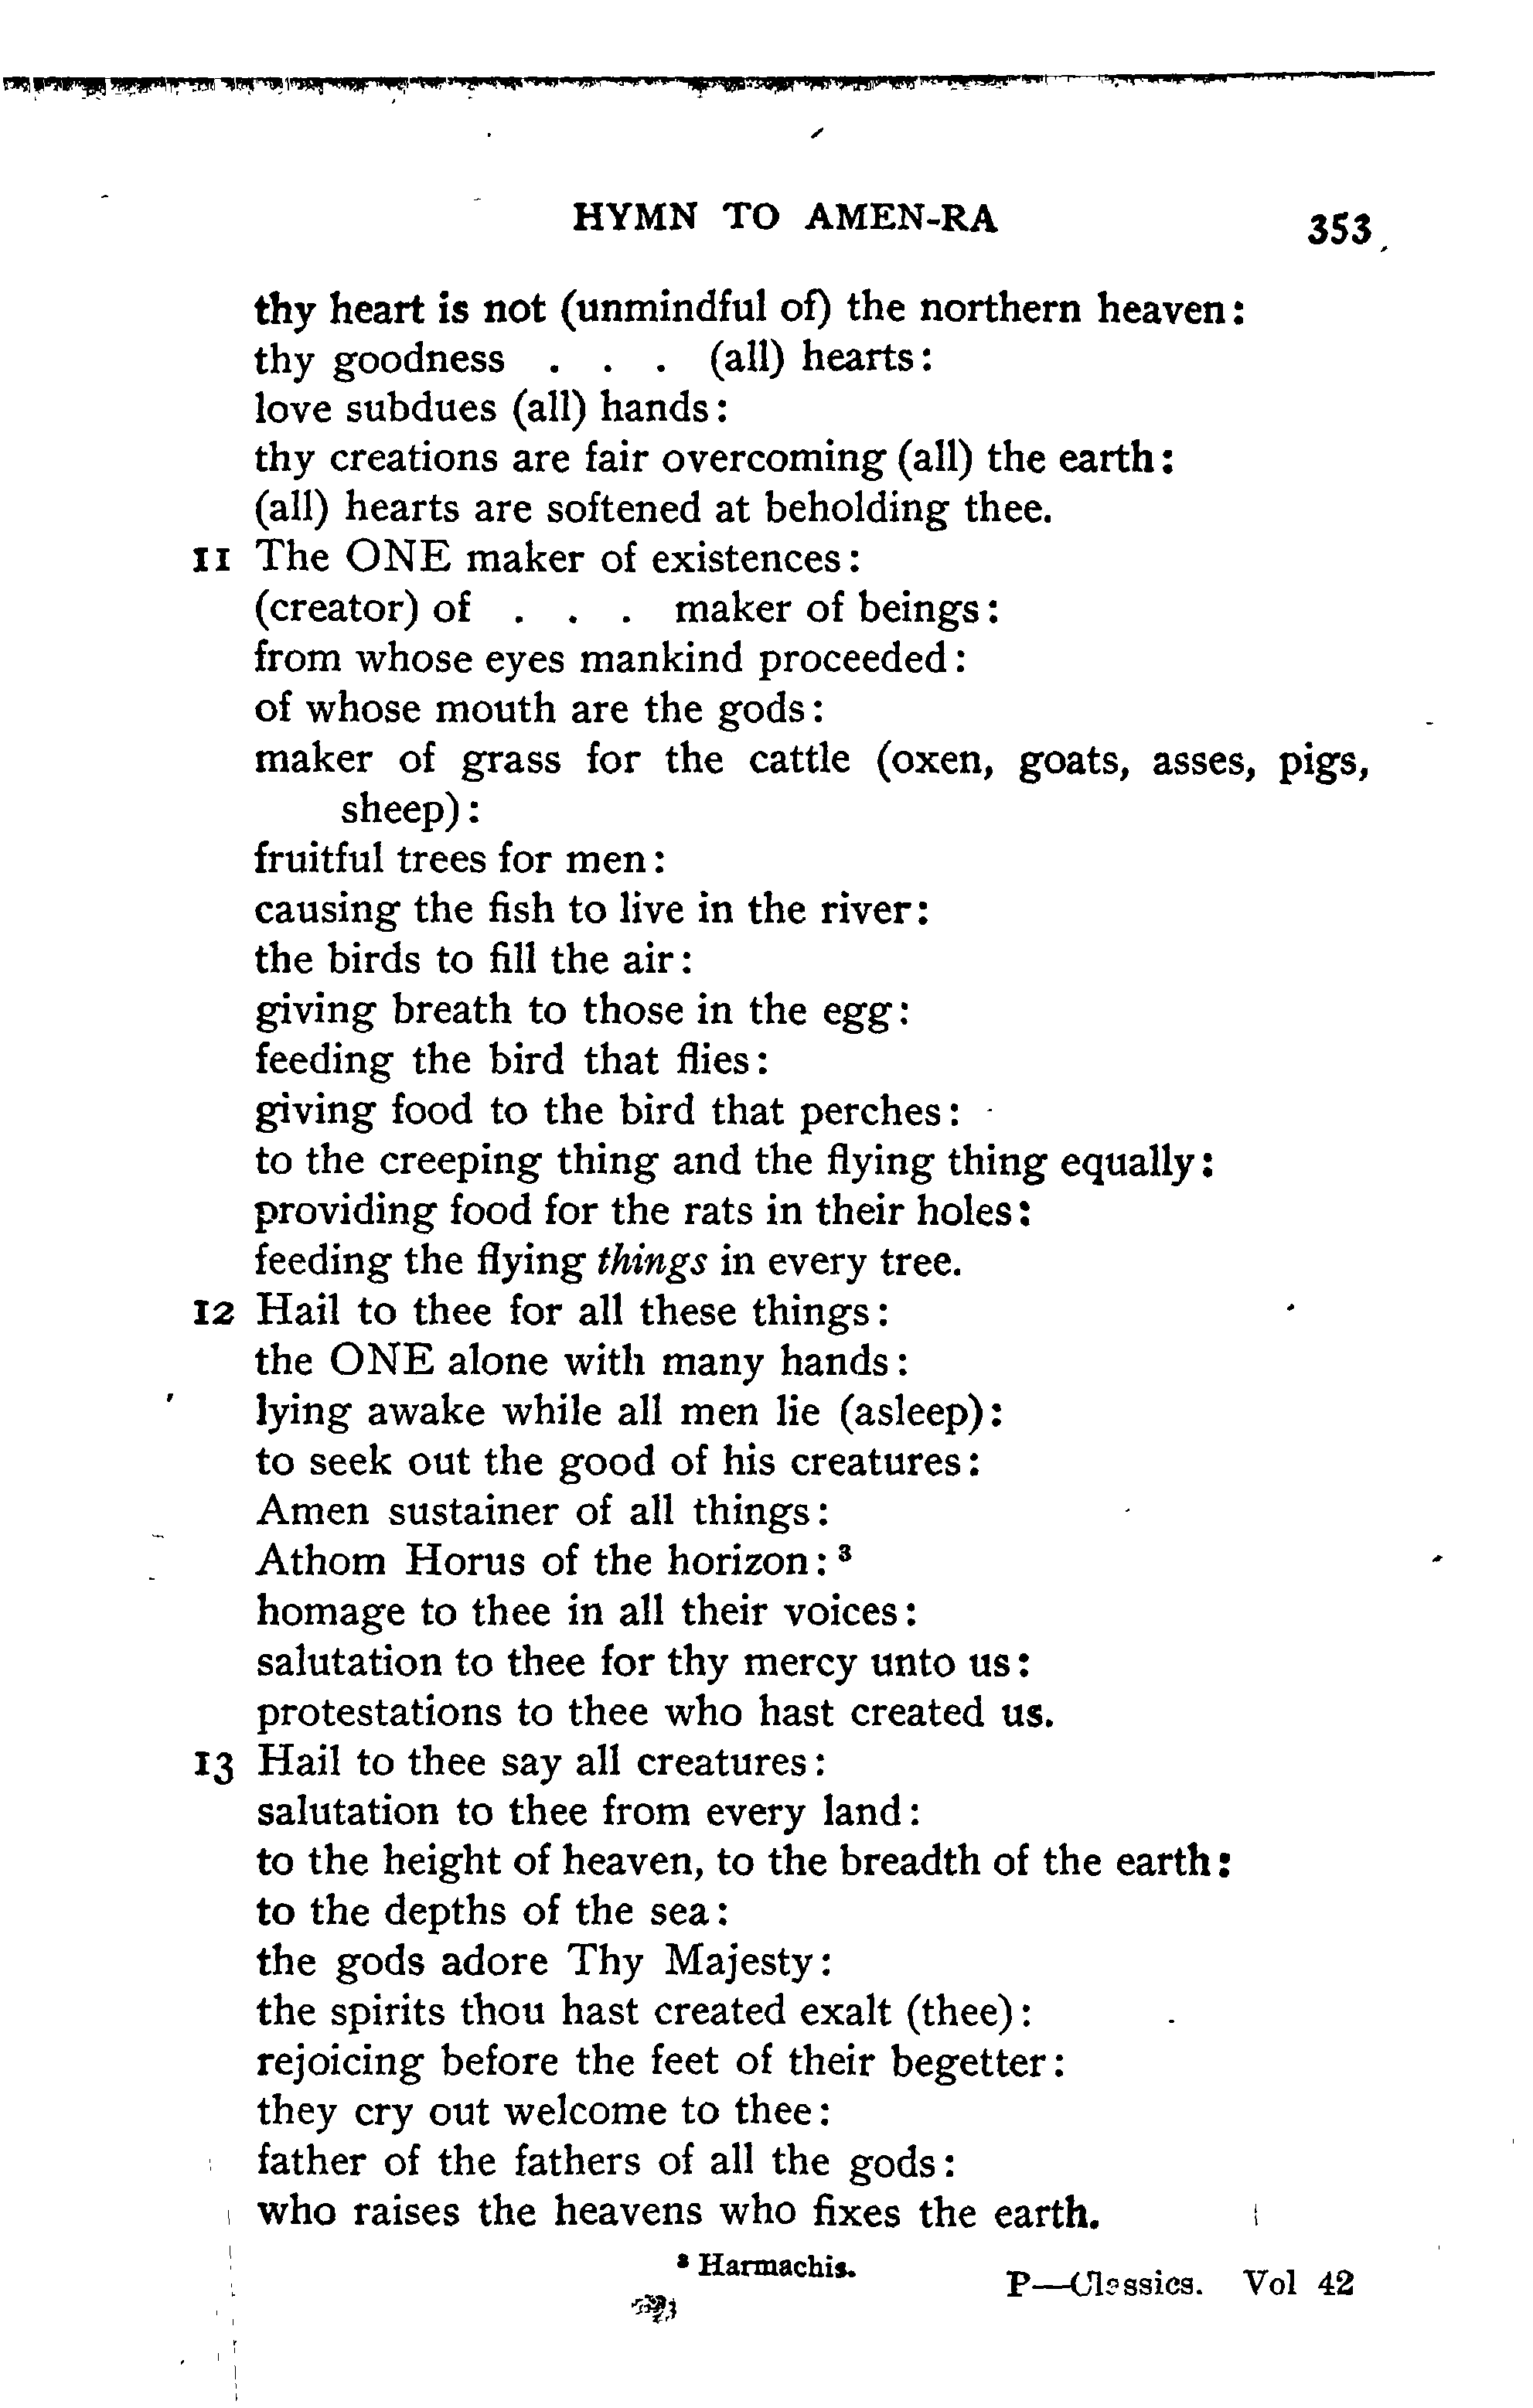 HYMN TO AMEN-RA 353
thy heart is not (unmindful of) the northern heaven:
thy goodness . . . (all) hearts:
love subdues (all) hands:
thy creations are fair overcoming (all) the earth:
(all) hearts are softened at beholding thee.
11 The ONE maker of existences:
(creator) of . . . maker of beings:
from whose eyes mankind proceeded:
of whose mouth are the gods:
maker of grass for the cattle (oxen, goats, asses, pigs,
sheep):
fruitful trees for men:
causing the fish to live in the river:
the birds to fill the air:
giving breath to those in the egg:
feeding the bird that flies:
giving food to the bird that perches:
to the creeping thing and the flying thing equally:
providing food for the rats in their holes:
feeding the flying things in every tree.
12 Hail to thee for all these things:
the ONE alone with many hands:
lying awake while all men lie (asleep):
to seek out the good of his creatures:
Amen sustainer of all things:
Athom Horus of the horizon:³
homage to thee in all their voices:
salutation to thee for thy mercy unto us:
protestations to thee who hast created us.
13 Hail to thee say all creatures:
salutation to thee from every land:
to the height of heaven, to the breadth of the earth:
to the depths of the sea:
the gods adore Thy Majesty:
the spirits thou hast created exalt (thee):
rejoicing before the feet of their begetter:
they cry out welcome to thee:
father of the fathers of all the gods:
who raises the heavens who fixes the earth.
³ Harmachis.
P—Classics. Vol 42